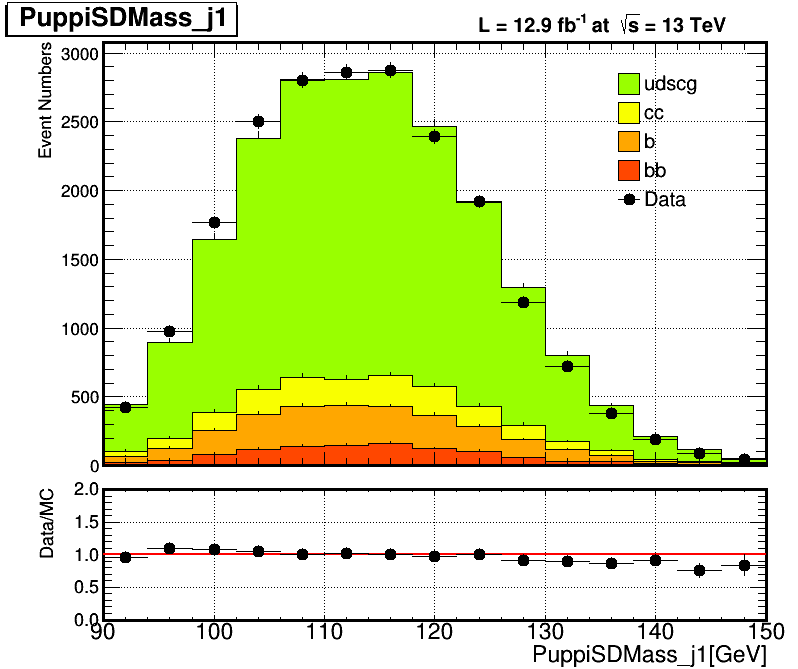 PuppiSDMass_j1
L = 12.9 fb-1 at √s = 13 TeV
Event Numbers
3000
2500
2000
1500
1000
500
0
udscg
cc
b
bb
Data
Data/MC
2.0
1.5
1.0
0.5
0.0
90 100 110 120 130 140 150
PuppiSDMass_j1[GeV]